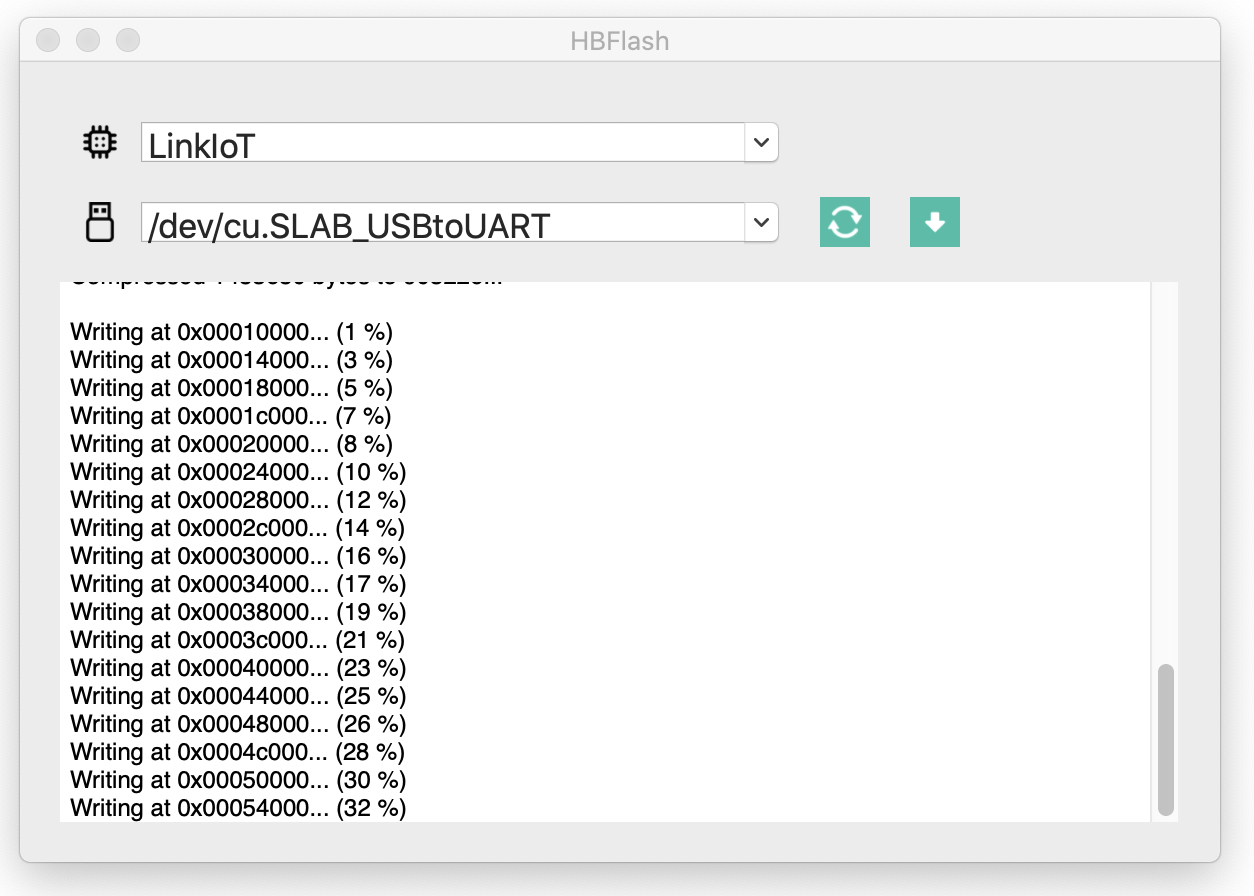 HBFlash
LinkIoT
/dev/cu.SLAB_USBtoUART
Writing at 0x00010000... (1 %)
Writing at 0x00014000... (3 %)
Writing at 0x00018000... (5 %)
Writing at 0x0001c000... (7 %)
Writing at 0x00020000... (8 %)
Writing at 0x00024000... (10 %)
Writing at 0x00028000... (12 %)
Writing at 0x0002c000... (14 %)
Writing at 0x00030000... (16 %)
Writing at 0x00034000... (17 %)
Writing at 0x00038000... (19 %)
Writing at 0x0003c000... (21 %)
Writing at 0x00040000... (23 %)
Writing at 0x00044000... (25 %)
Writing at 0x00048000... (26 %)
Writing at 0x0004c000... (28 %)
Writing at 0x00050000... (30 %)
Writing at 0x00054000... (32 %)